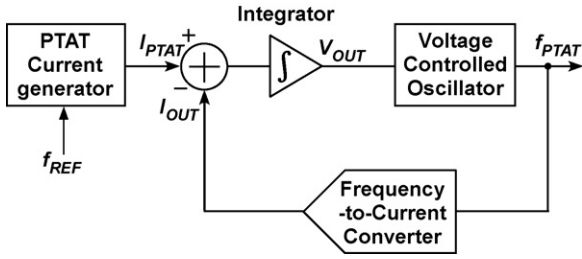 Integrator
PTAT
Current
generator
I_PTAT
+
−
∫
V_OUT
Voltage
Controlled
Oscillator
f_PTAT
I_OUT
f_REF
Frequency
-to-Current
Converter